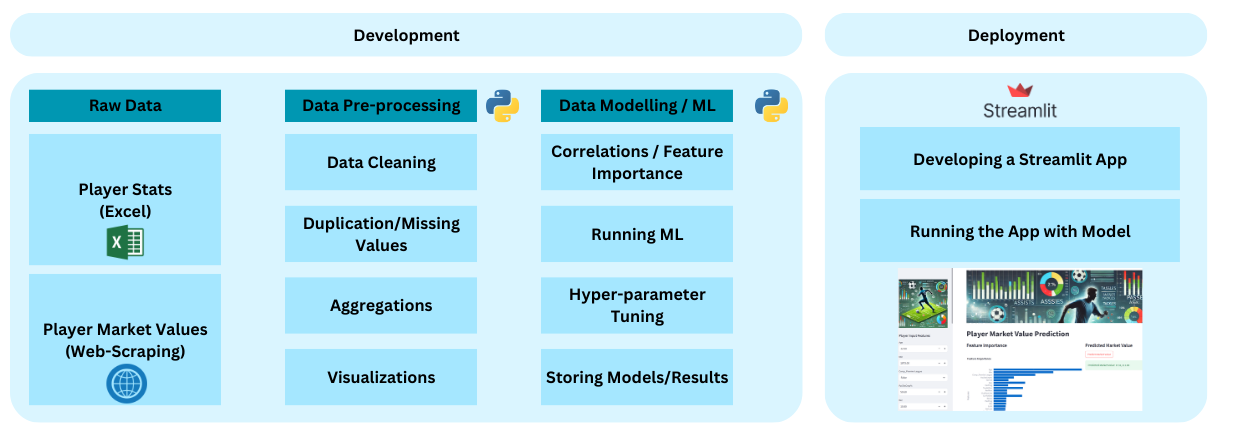 Development
Deployment
Raw Data
Data Pre-processing
Data Modelling / ML
Player Stats
(Excel)
X
Player Market Values
(Web-Scraping)
Data Cleaning
Duplication/Missing
Values
Aggregations
Visualizations
Correlations / Feature
Importance
Running ML
Hyper-parameter
Tuning
Storing Models/Results
Streamlit
Developing a Streamlit App
Running the App with Model
ASSISTS
ASSSIES
Player Market Value Prediction
Feature Importance
Predicted Market Value